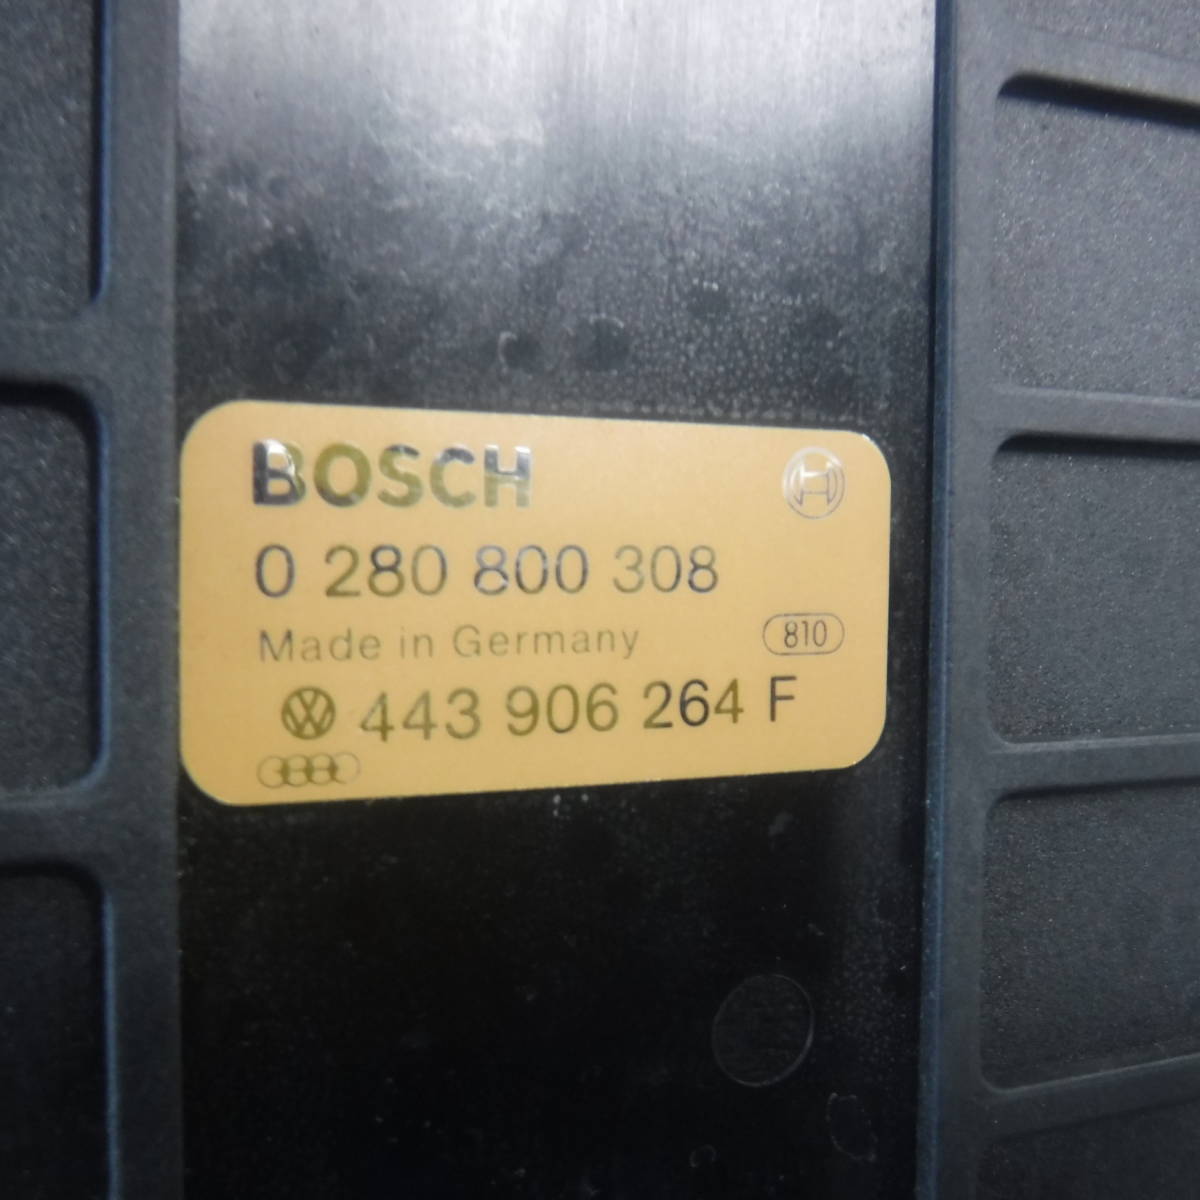 BOSCH
0 280 800 308
Made in Germany 810
443 906 264 F